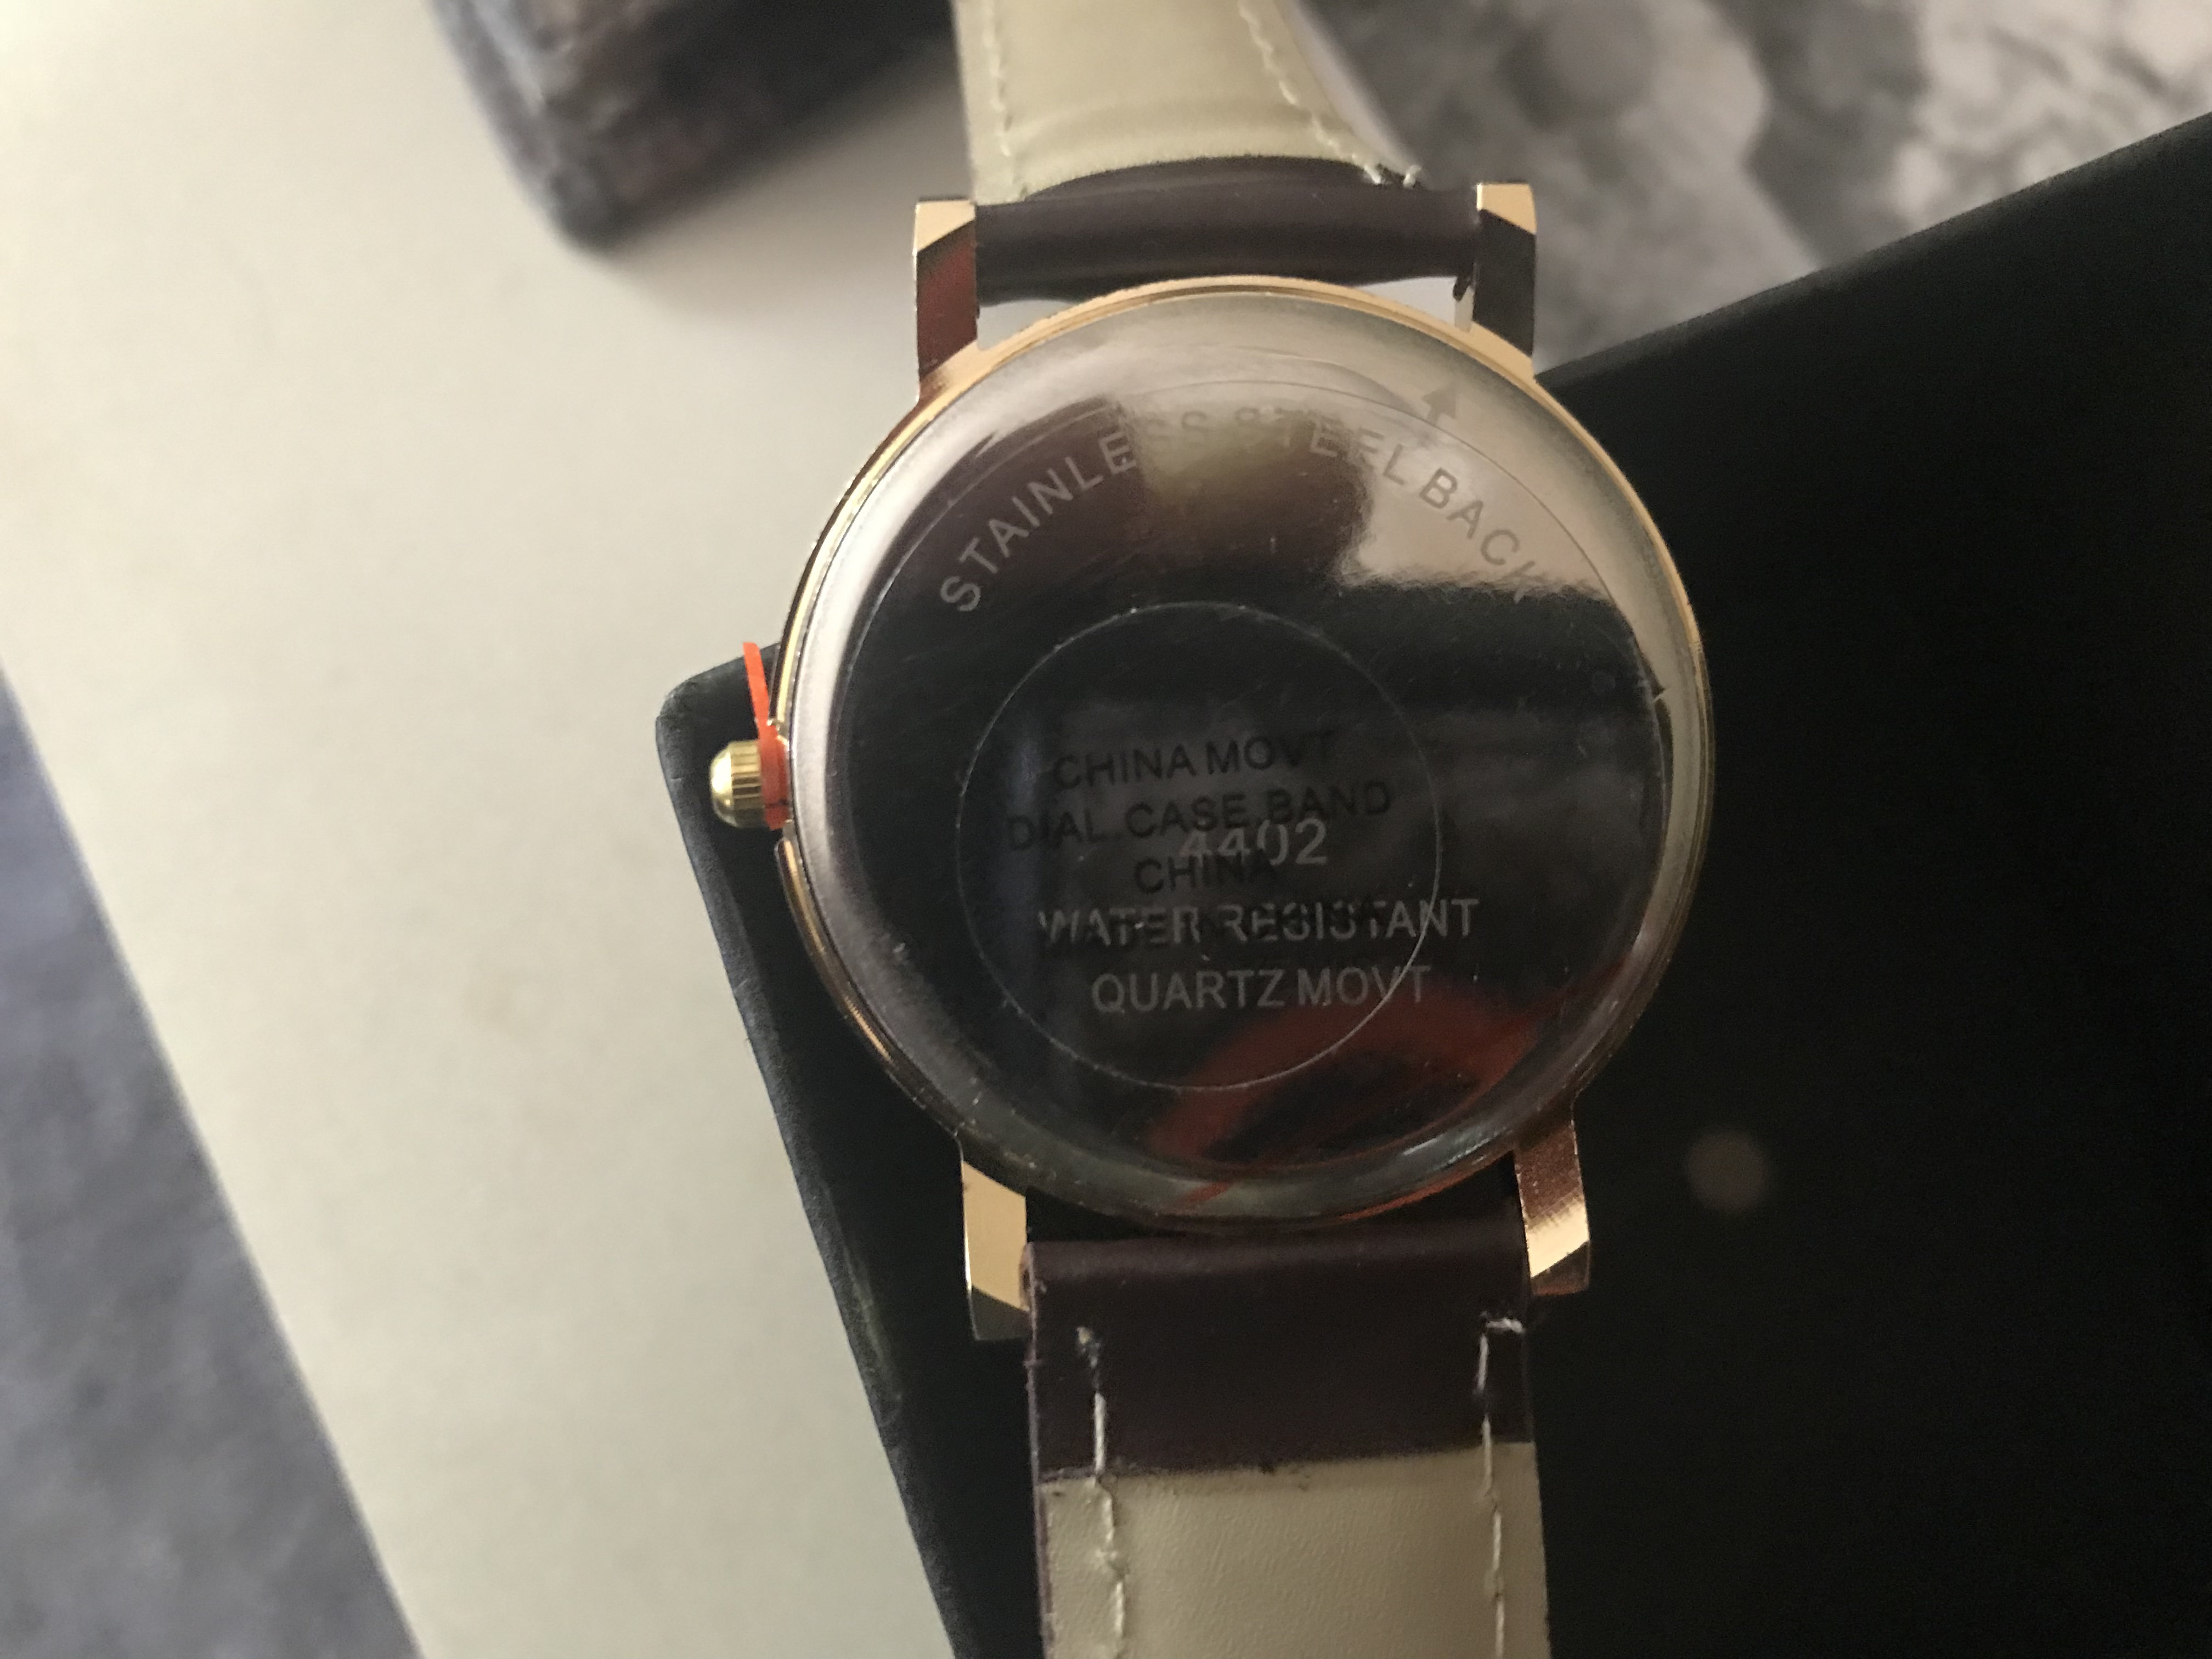 STAINLESS STEEL BACK
CHINA MOVT
DIAL.CASE.BAND
4402
CHINA
WATER RESISTANT
QUARTZ MOVT